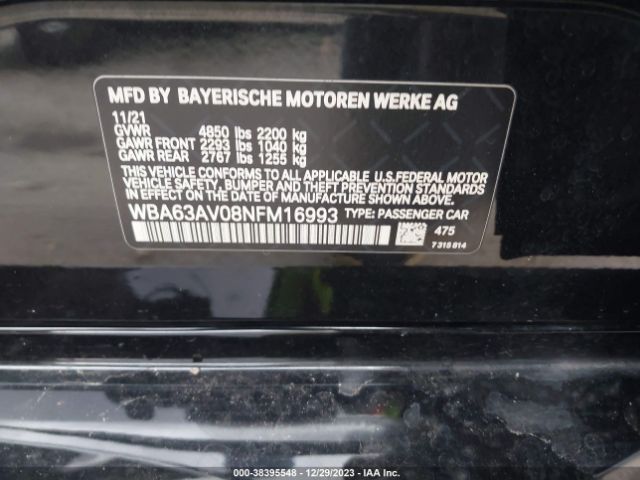 MFD BY BAYERISCHE MOTOREN WERKE AG
11/21
GVWR 4850 lbs 2200 kg
GAWR FRONT 2293 lbs 1040 kg
GAWR REAR 2767 lbs 1255 kg
THIS VEHICLE CONFORMS TO ALL APPLICABLE U.S.FEDERAL MOTOR
VEHICLE SAFETY, BUMPER AND THEFT PREVENTION STANDARDS
IN EFFECT ON THE DATE OF MANUFACTURE SHOWN ABOVE.
WBA63AV08NFM16993 TYPE: PASSENGER CAR
475
7 318 814
000-38395548 - 12/29/2023 - IAA Inc.